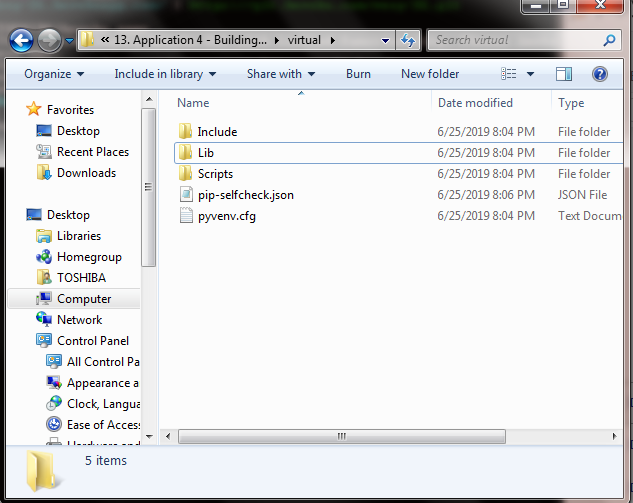 « 13. Application 4 - Building... ▸ virtual ▸
Search virtual
Organize Include in library Share with Burn New folder
Name Date modified Type
Favorites
Desktop
Recent Places
Downloads
Desktop
Libraries
Homegroup
TOSHIBA
Computer
Network
Control Panel
All Control Pa
Appearance a
Clock, Langua
Ease of Access
Hardware and
Include 6/25/2019 8:04 PM File folder
Lib 6/25/2019 8:04 PM File folder
Scripts 6/25/2019 8:04 PM File folder
pip-selfcheck.json 6/25/2019 8:06 PM JSON File
pyvenv.cfg 6/25/2019 8:04 PM Text Docum
5 items